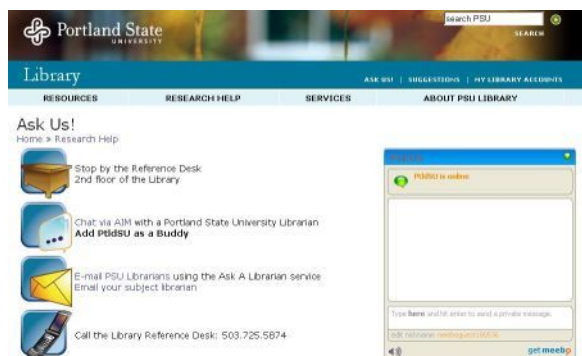 Portland State
UNIVERSITY
search PSU
SEARCH
Library
ASK US! | SUGGESTIONS | MY LIBRARY ACCOUNTS
RESOURCES RESEARCH HELP SERVICES ABOUT PSU LIBRARY
Ask Us!
Home » Research Help
Stop by the Reference Desk
2nd floor of the Library
Chat via AIM with a Portland State University Librarian
Add PtldSU as a Buddy
E-mail PSU Librarians using the Ask A Librarian service
Email your subject librarian
Call the Library Reference Desk: 503.725.5874
PtldSU is online
Type here and hit enter to send a private message.
edit nickname
get meebo